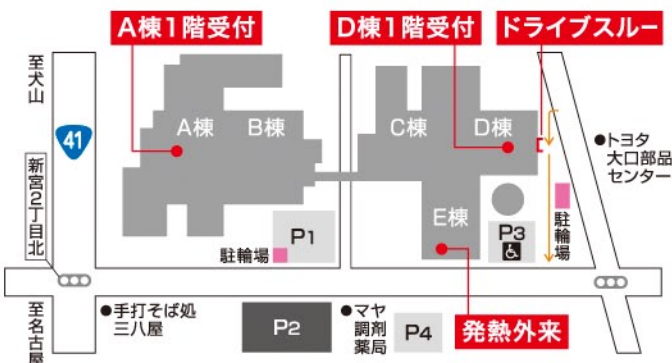 A棟1階受付
D棟1階受付
ドライブスルー
至犬山
41
新宮2丁目北
至名古屋
A棟
B棟
C棟
D棟
E棟
トヨタ
大口部品
センター
P1
駐輪場
P3
駐輪場
手打そば処
三八屋
P2
マヤ
調剤
薬局
P4
発熱外来